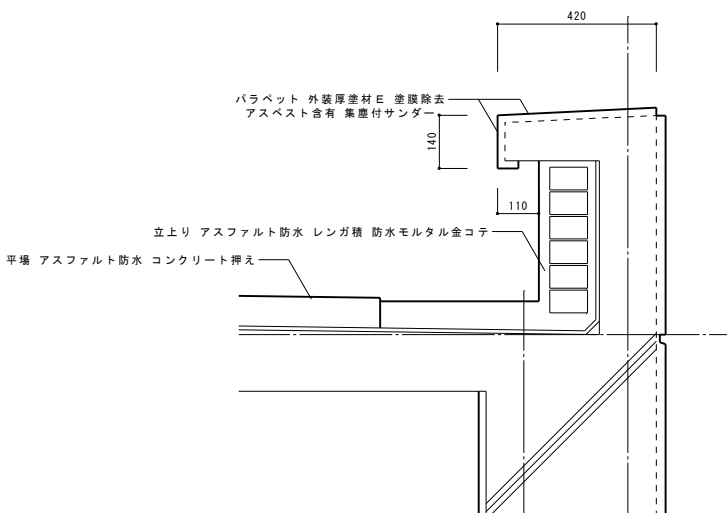 420
パラペット 外装厚塗材E 塗膜除去
アスベスト含有 集塵付サンダー
140
110
立上り アスファルト防水 レンガ積 防水モルタル金コテ
平場 アスファルト防水 コンクリート押え